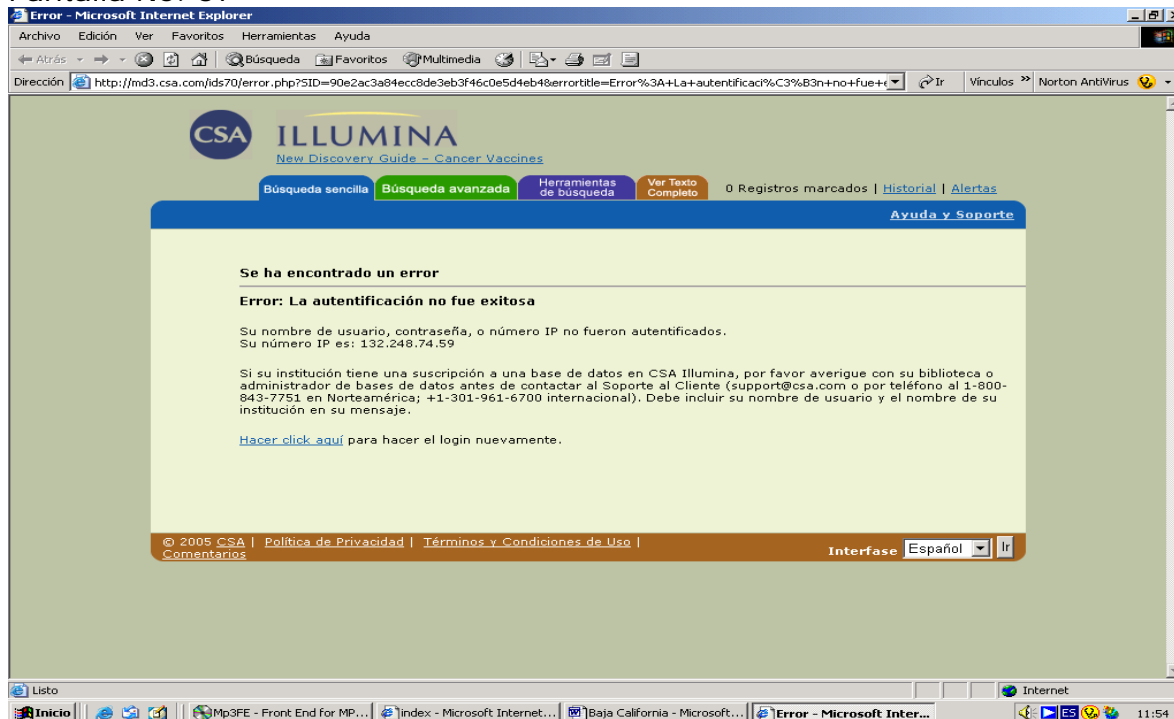 Error - Microsoft Internet Explorer
Archivo Edición Ver Favoritos Herramientas Ayuda
Atrás Búsqueda Favoritos Multimedia
Dirección http://md3.csa.com/ids70/error.php?SID=90e2ac3a84ecc8de3eb3f46c0e5d4eb4&errortitle=Error%3A+La+autentificaci%C3%B3n+no+fue+e Ir Vínculos » Norton AntiVirus
CSA ILLUMINA
New Discovery Guide – Cancer Vaccines
Búsqueda sencilla Búsqueda avanzada Herramientas de búsqueda Ver Texto Completo 0 Registros marcados | Historial | Alertas
Ayuda y Soporte
Se ha encontrado un error
Error: La autentificación no fue exitosa
Su nombre de usuario, contraseña, o número IP no fueron autentificados.
Su número IP es: 132.248.74.59
Si su institución tiene una suscripción a una base de datos en CSA Illumina, por favor averigue con su biblioteca o
administrador de bases de datos antes de contactar al Soporte al Cliente (support@csa.com o por teléfono al 1-800-
843-7751 en Norteamérica; +1-301-961-6700 internacional). Debe incluir su nombre de usuario y el nombre de su
institución en su mensaje.
Hacer click aquí para hacer el login nuevamente.
© 2005 CSA | Política de Privacidad | Términos y Condiciones de Uso |
Comentarios
Interfase Español Ir
Listo Internet
Inicio Mp3FE - Front End for MP... index - Microsoft Internet... Baja California - Microsoft... Error - Microsoft Inter... ES 11:54